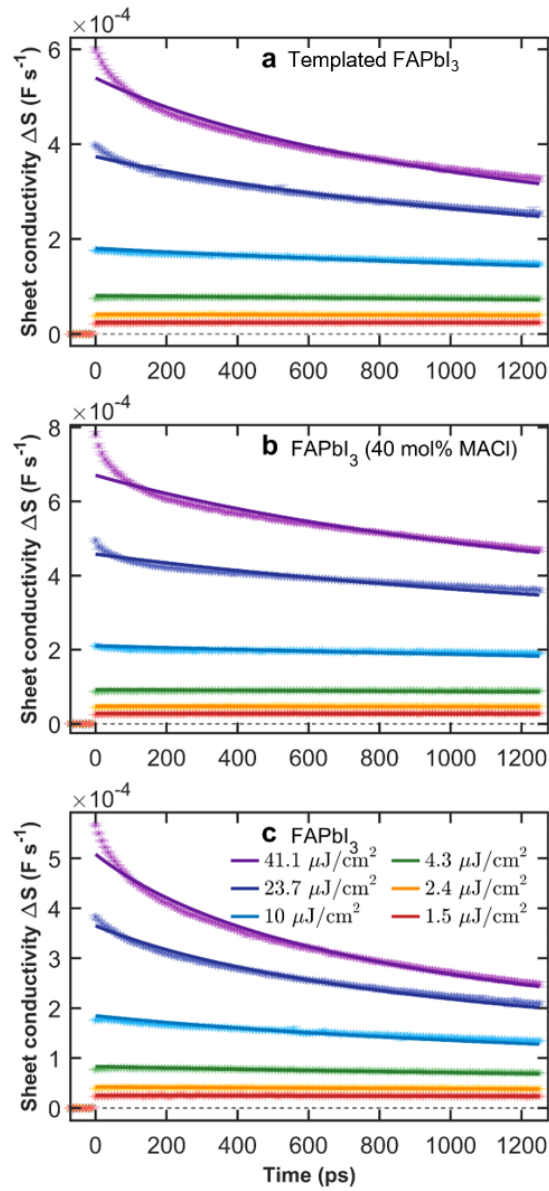 ×10⁻⁴
a Templated FAPbI₃
Sheet conductivity ΔS (F s⁻¹)
6
4
2
0
0 200 400 600 800 1000 1200
×10⁻⁴
b FAPbI₃ (40 mol% MACl)
Sheet conductivity ΔS (F s⁻¹)
8
6
4
2
0
0 200 400 600 800 1000 1200
×10⁻⁴
c FAPbI₃
41.1 μJ/cm² 4.3 μJ/cm²
23.7 μJ/cm² 2.4 μJ/cm²
10 μJ/cm² 1.5 μJ/cm²
Sheet conductivity ΔS (F s⁻¹)
5
4
3
2
1
0
0 200 400 600 800 1000 1200
Time (ps)